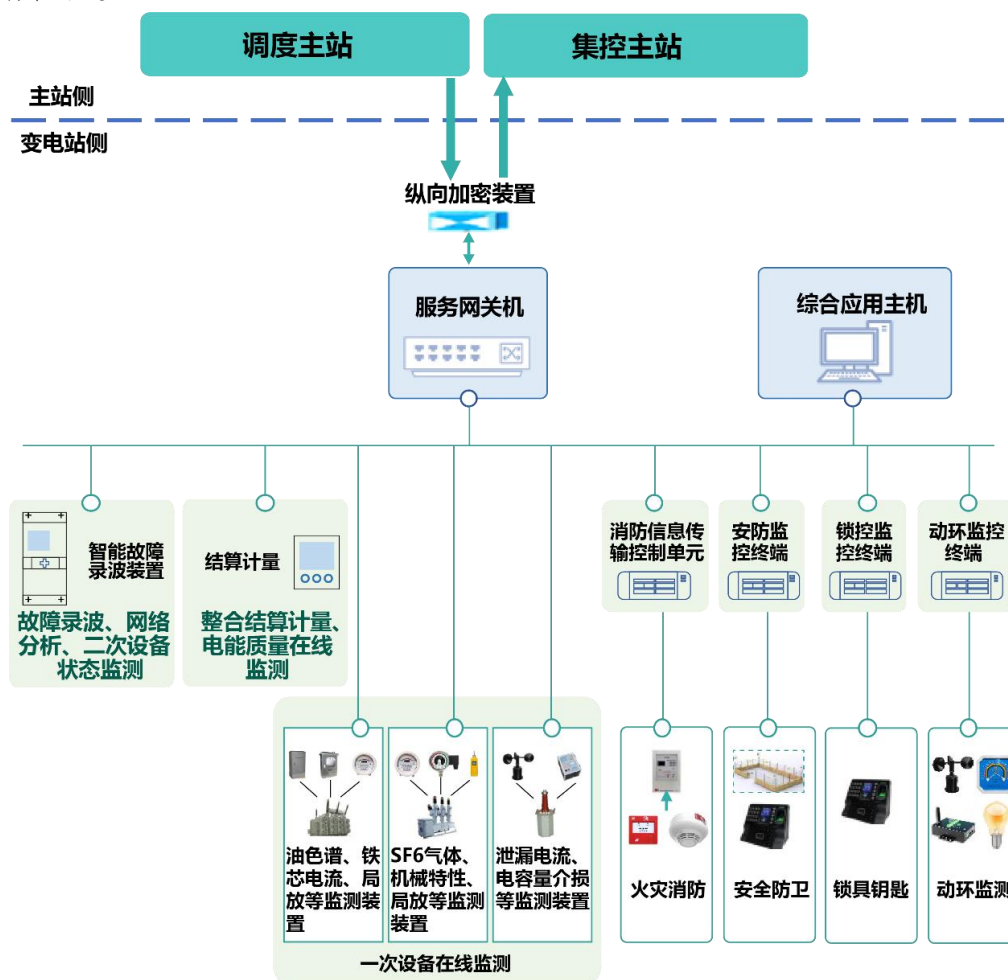 调度主站
集控主站
主站侧
变电站侧
纵向加密装置
服务网关机
综合应用主机
智能故障
录波装置
故障录波、网络
分析、二次设备
状态监测
结算计量
整合结算计量、
电能质量在线
监测
消防信息传
输控制单元
安防监
控终端
锁控监
控终端
动环监控
终端
油色谱、铁
芯电流、局
放等监测装
置
SF6气体、
机械特性、
局放等监测
装置
泄漏电流、
电容量介损
等监测装置
一次设备在线监测
火灾消防
安全防卫
锁具钥匙
动环监测